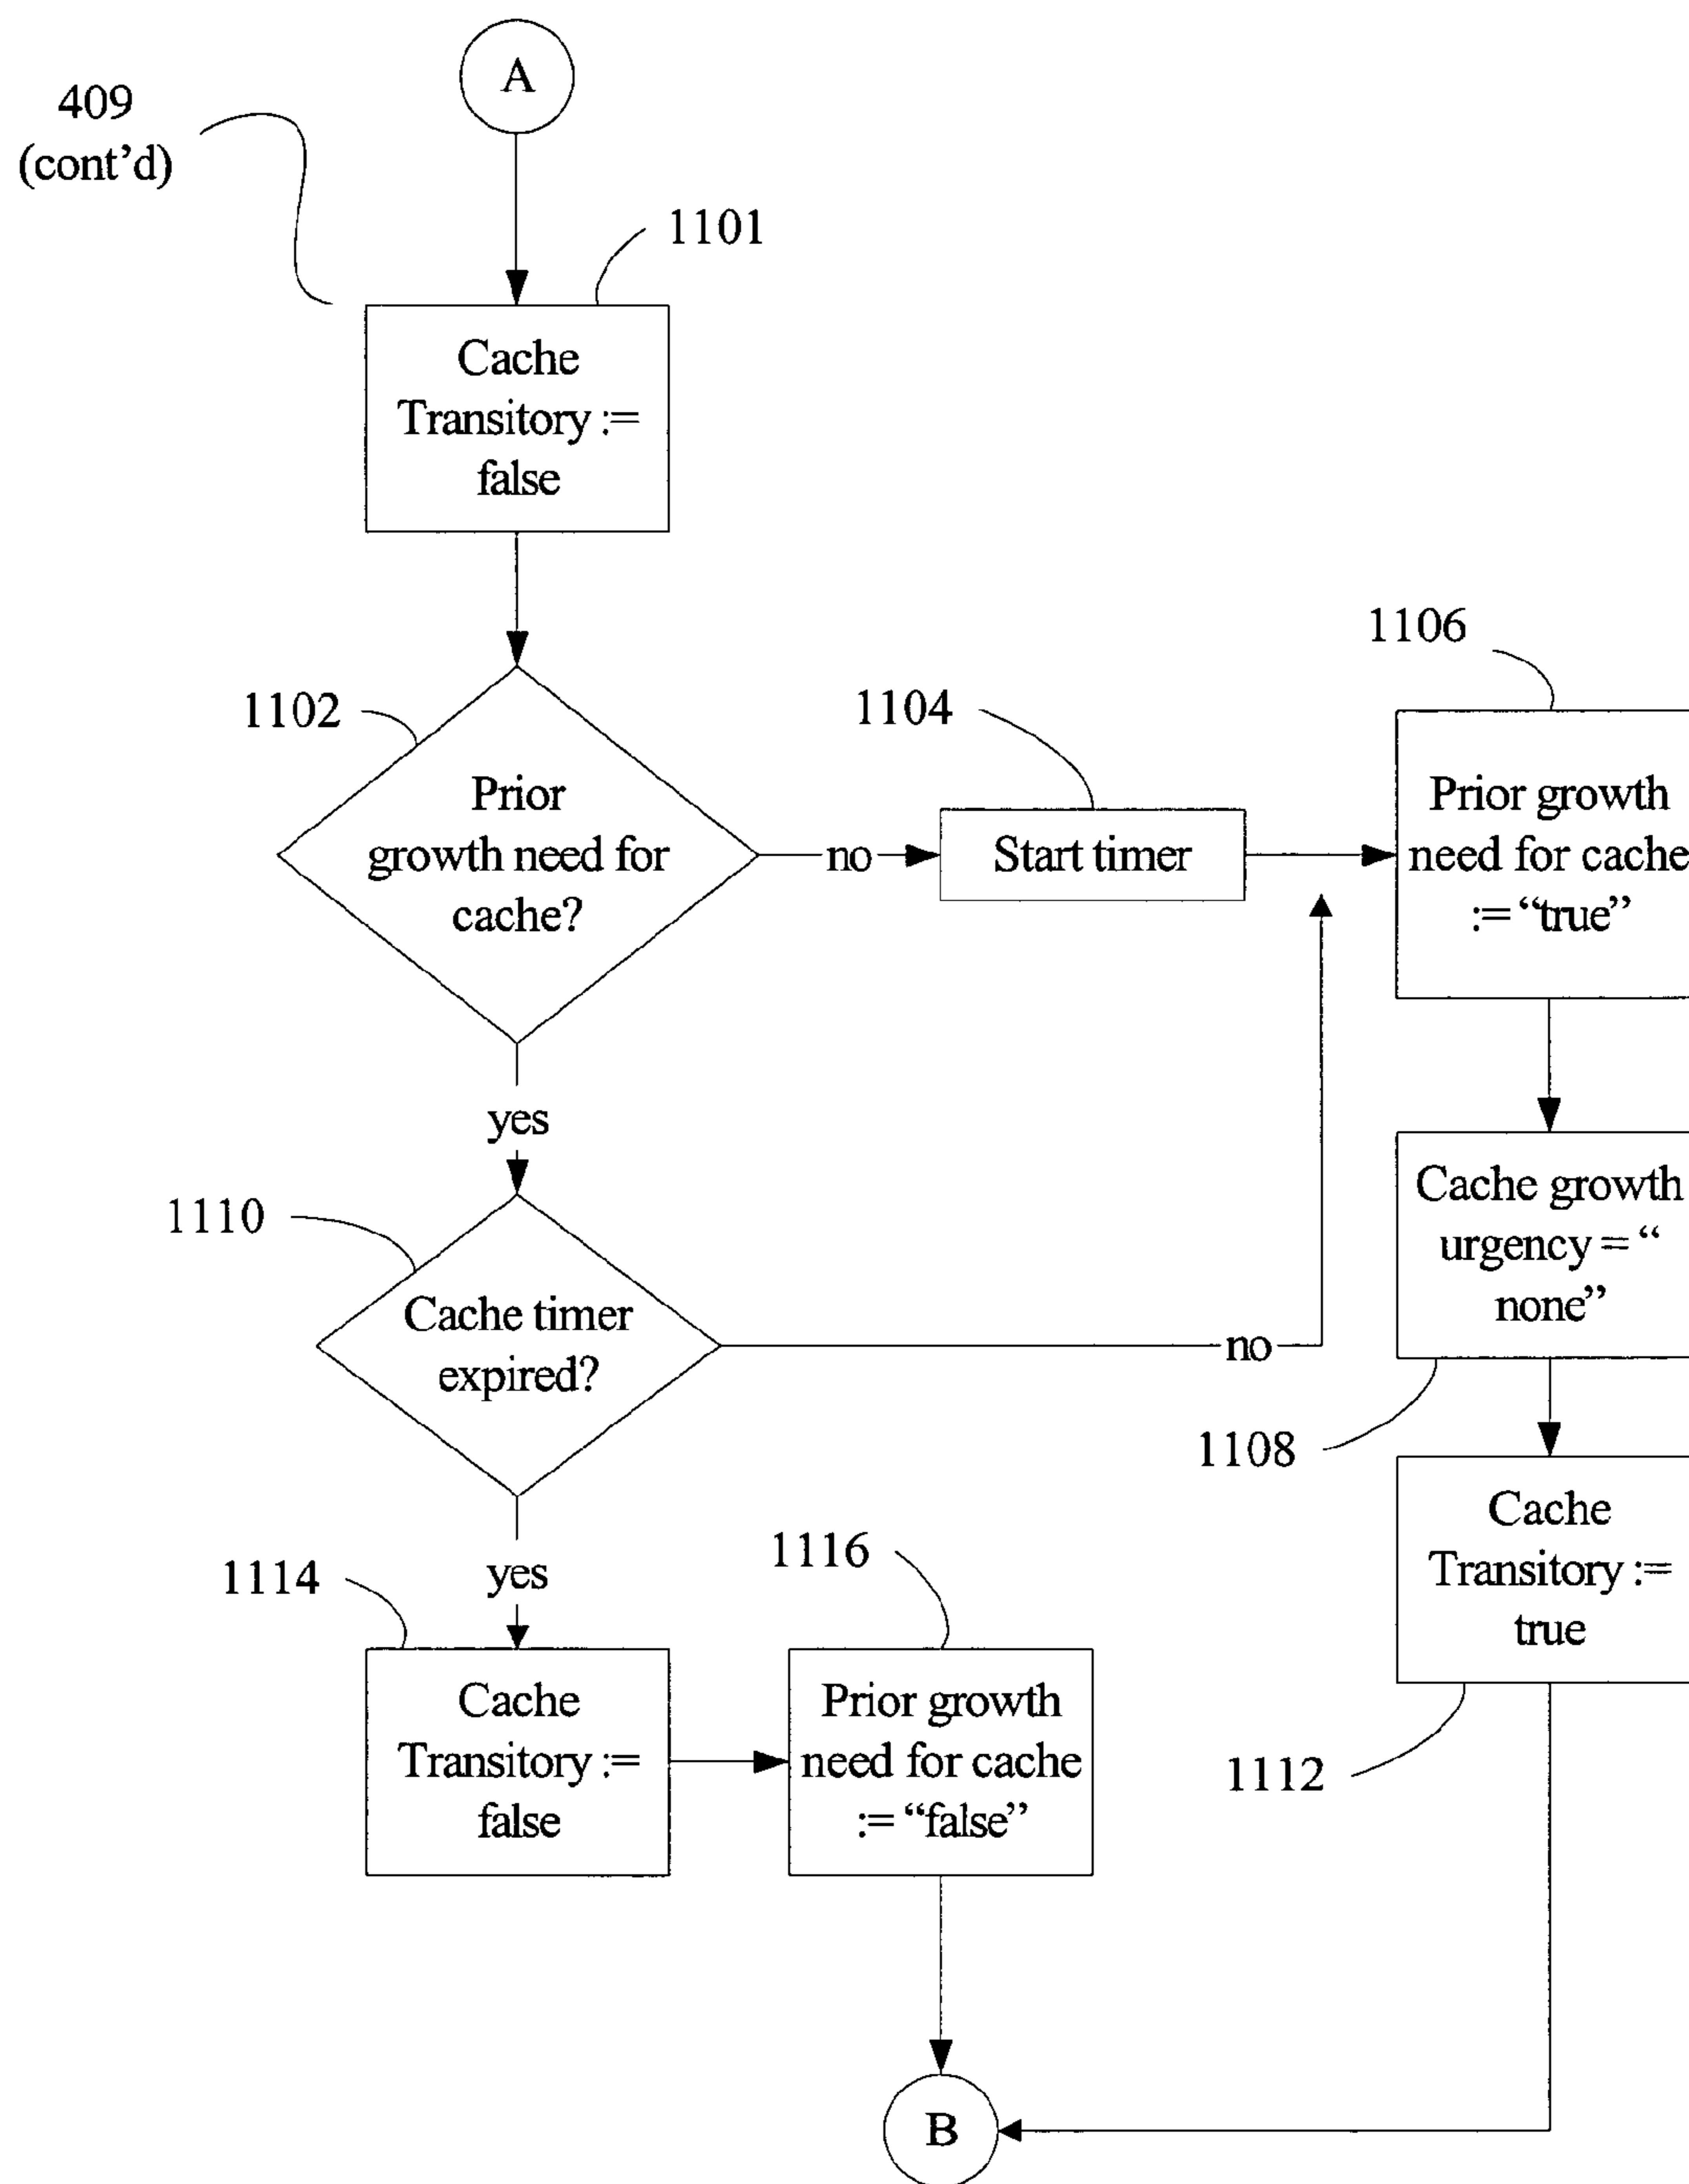 A
409
(cont’d)
1101
Cache
Transitory :=
false
1102
Prior
growth need for
cache?
no
1104
Start timer
1106
Prior growth
need for cache
:= “true”
yes
1110
Cache timer
expired?
no
Cache growth
urgency = “
none”
1108
Cache
Transitory :=
true
1112
yes
1114
Cache
Transitory :=
false
1116
Prior growth
need for cache
:= “false”
B